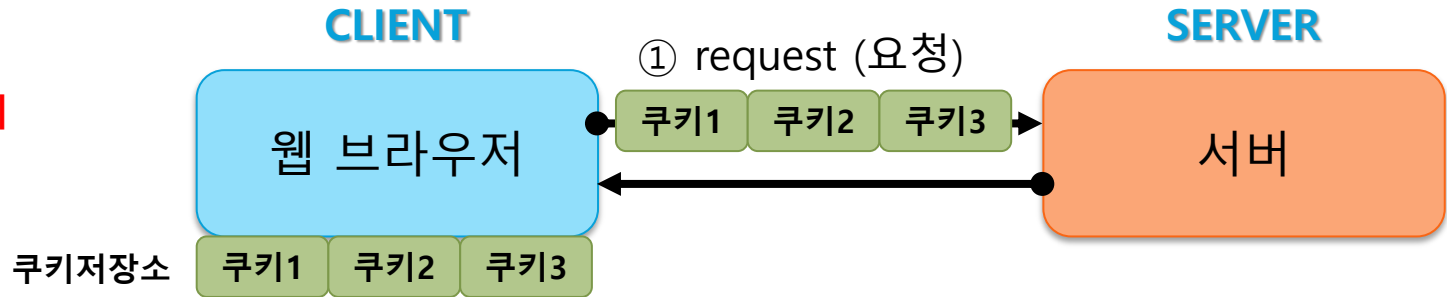 CLIENT
SERVER
① request (요청)
쿠키1 쿠키2 쿠키3
웹 브라우저
서버
쿠키저장소 쿠키1 쿠키2 쿠키3